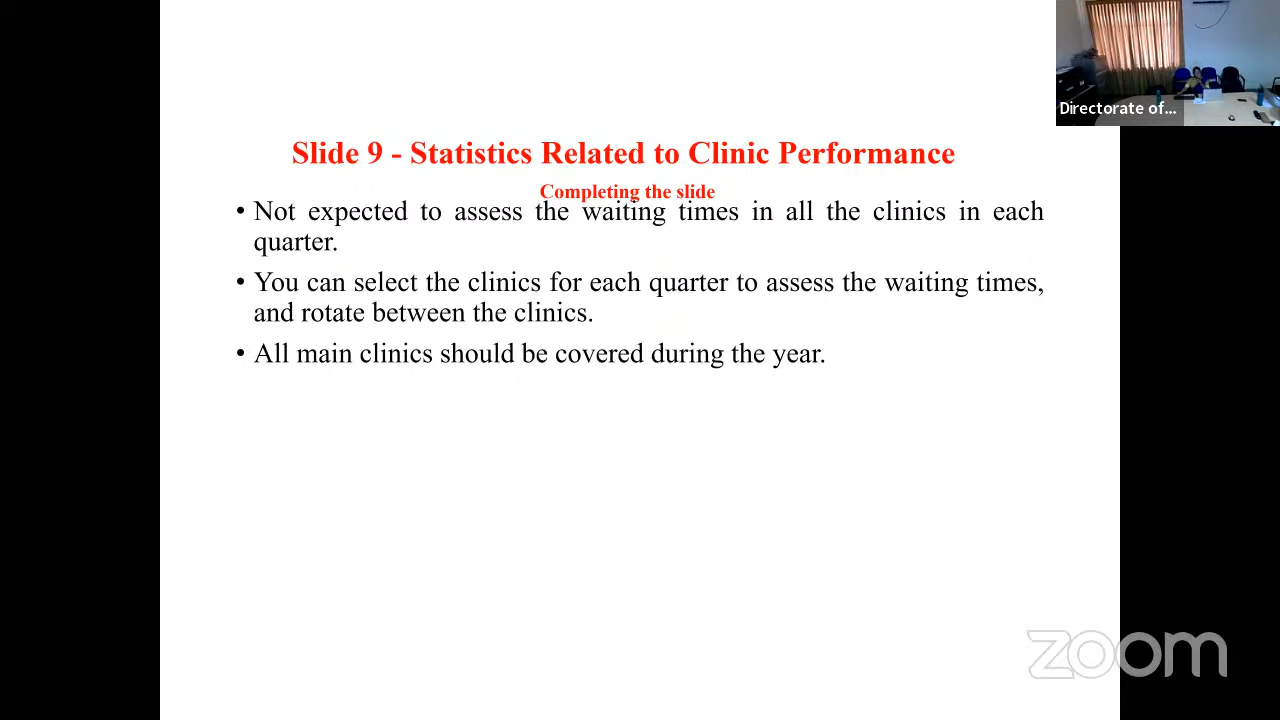 Directorate of...
Slide 9 - Statistics Related to Clinic Performance
Completing the slide
• Not expected to assess the waiting times in all the clinics in each
quarter.
• You can select the clinics for each quarter to assess the waiting times,
and rotate between the clinics.
• All main clinics should be covered during the year.
zoom